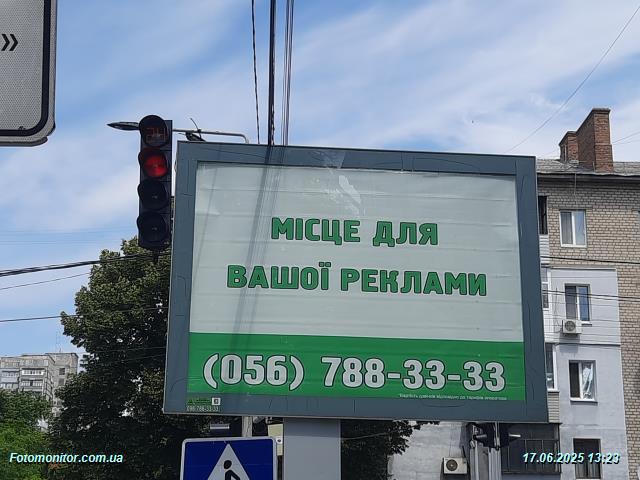 »
МІСЦЕ ДЛЯ
ВАШОЇ РЕКЛАМИ
(056) 788-33-33
Fotomonitor.com.ua
17.06.2025 13:23